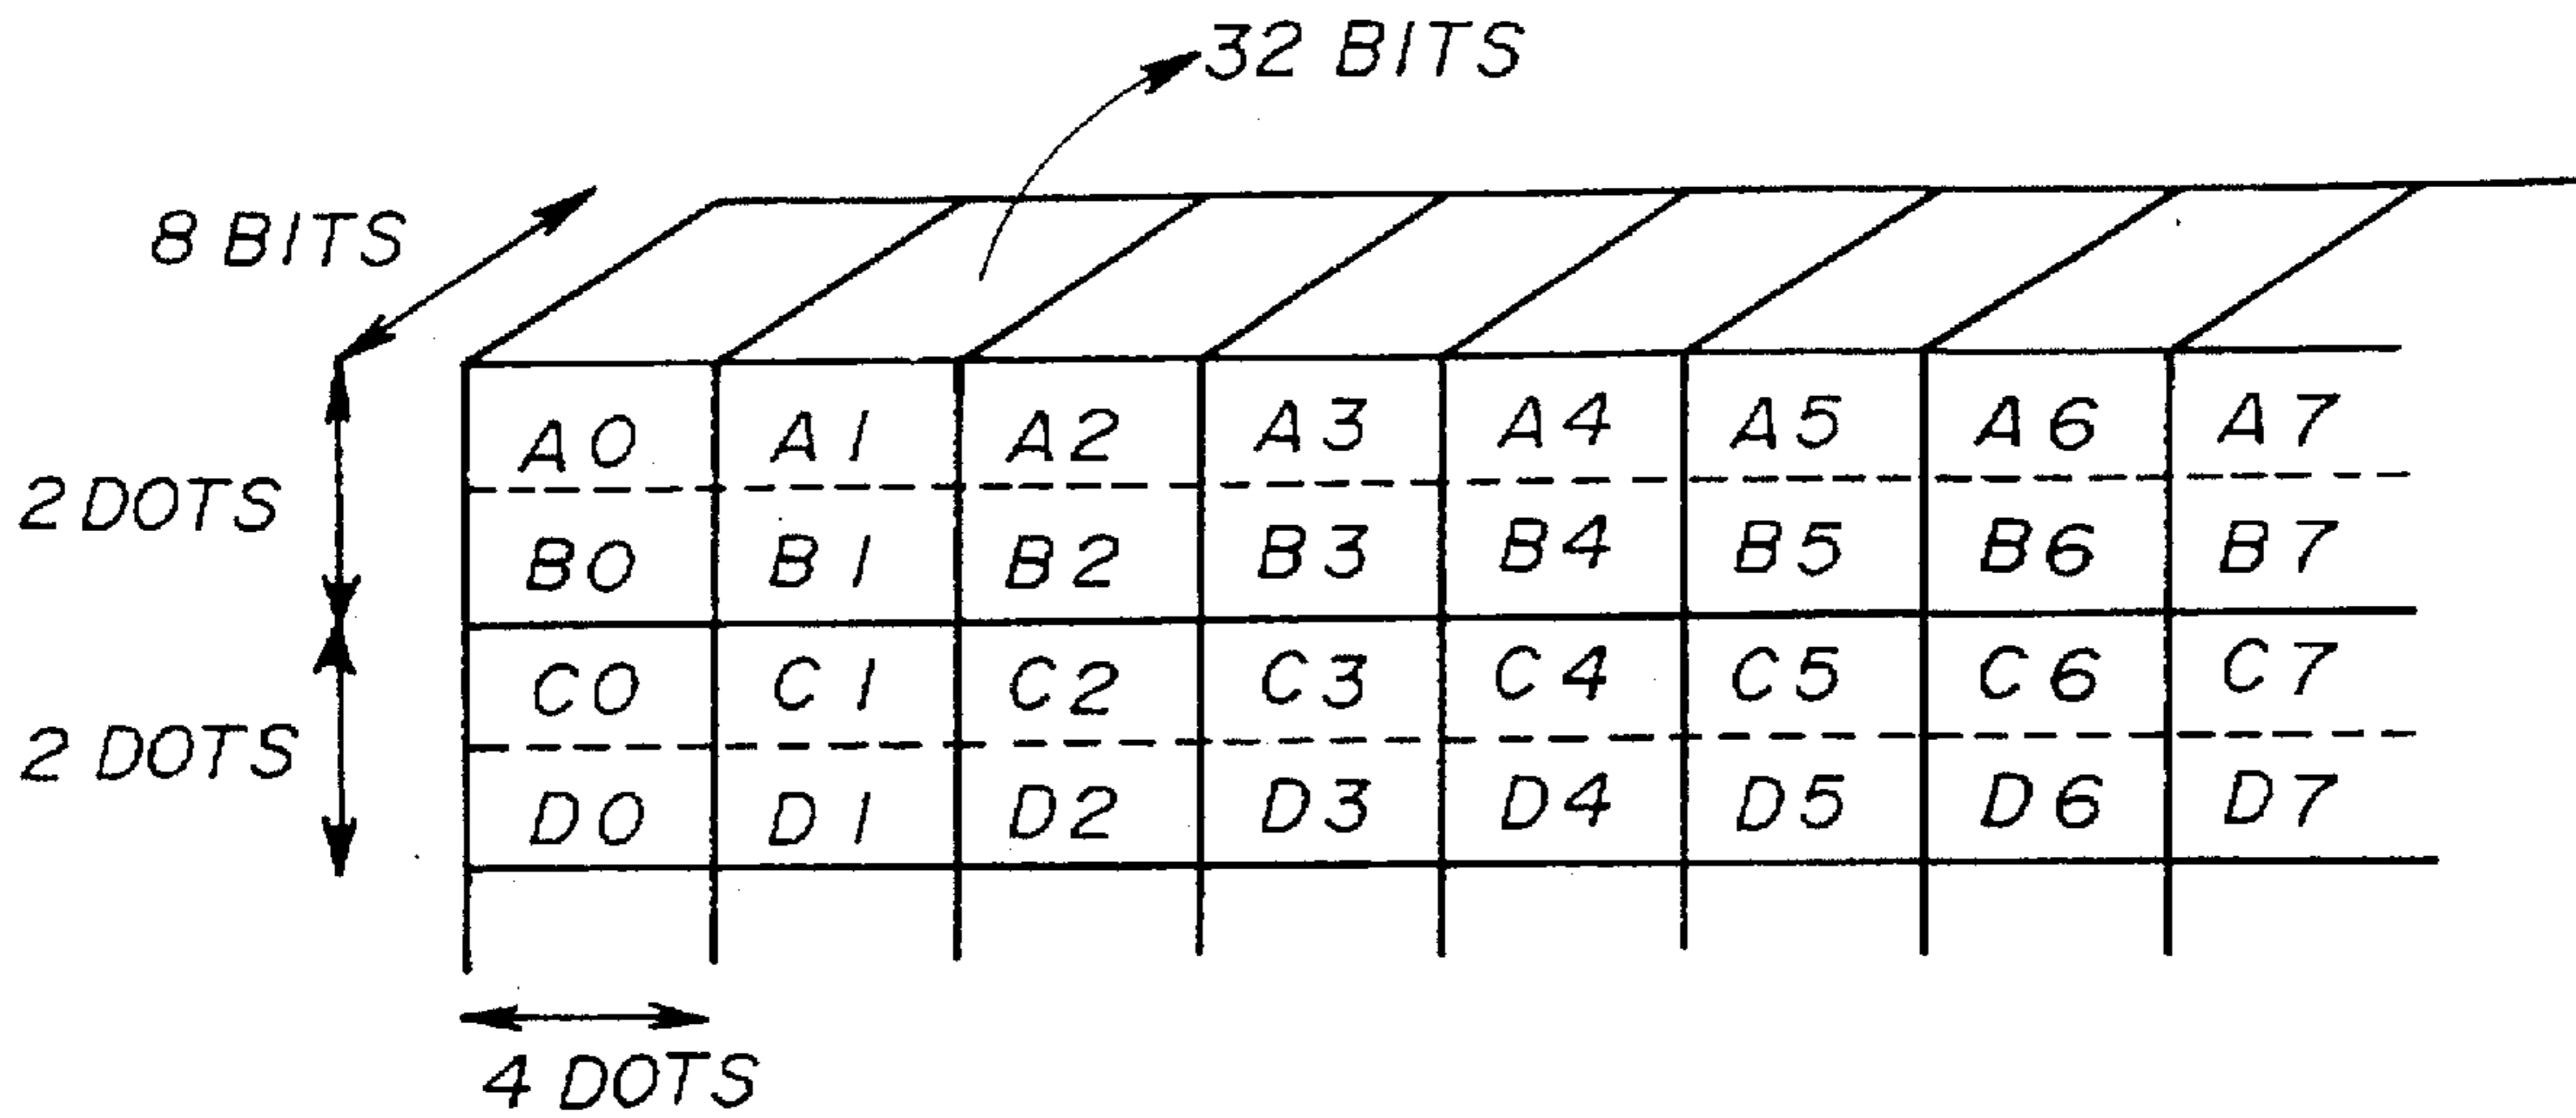 32 BITS
8 BITS
2 DOTS
A0 A1 A2 A3 A4 A5 A6 A7
B0 B1 B2 B3 B4 B5 B6 B7
2 DOTS
C0 C1 C2 C3 C4 C5 C6 C7
D0 D1 D2 D3 D4 D5 D6 D7
4 DOTS